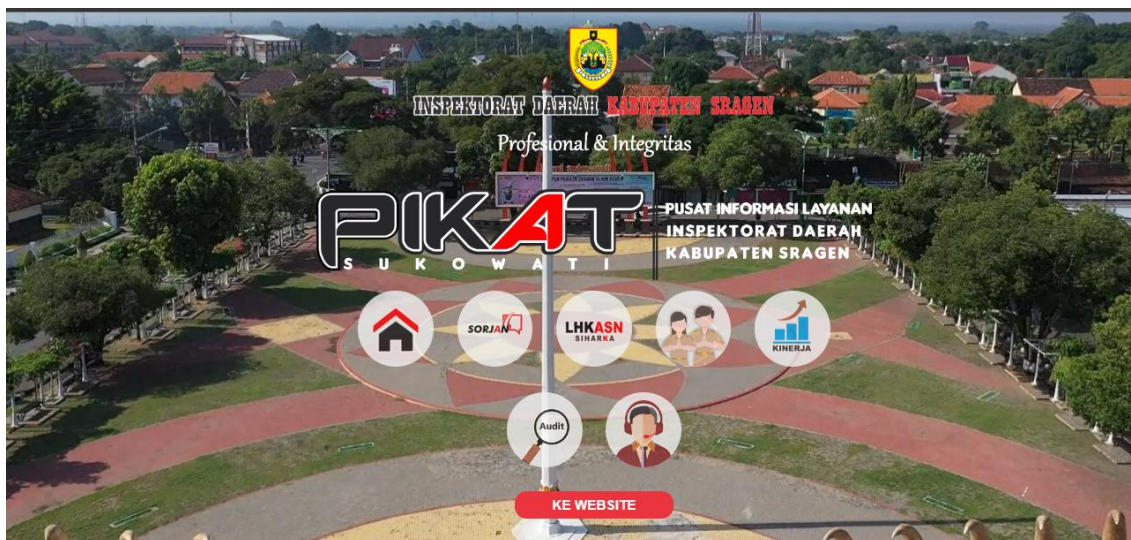 INSPEKTORAT DAERAH KABUPATEN SRAGEN
Profesional & Integritas
PIKAT
SUKOWATI
PUSAT INFORMASI LAYANAN
INSPEKTORAT DAERAH
KABUPATEN SRAGEN
SORJAN
LHKASN
SIHARKA
KINERJA
Audit
KE WEBSITE